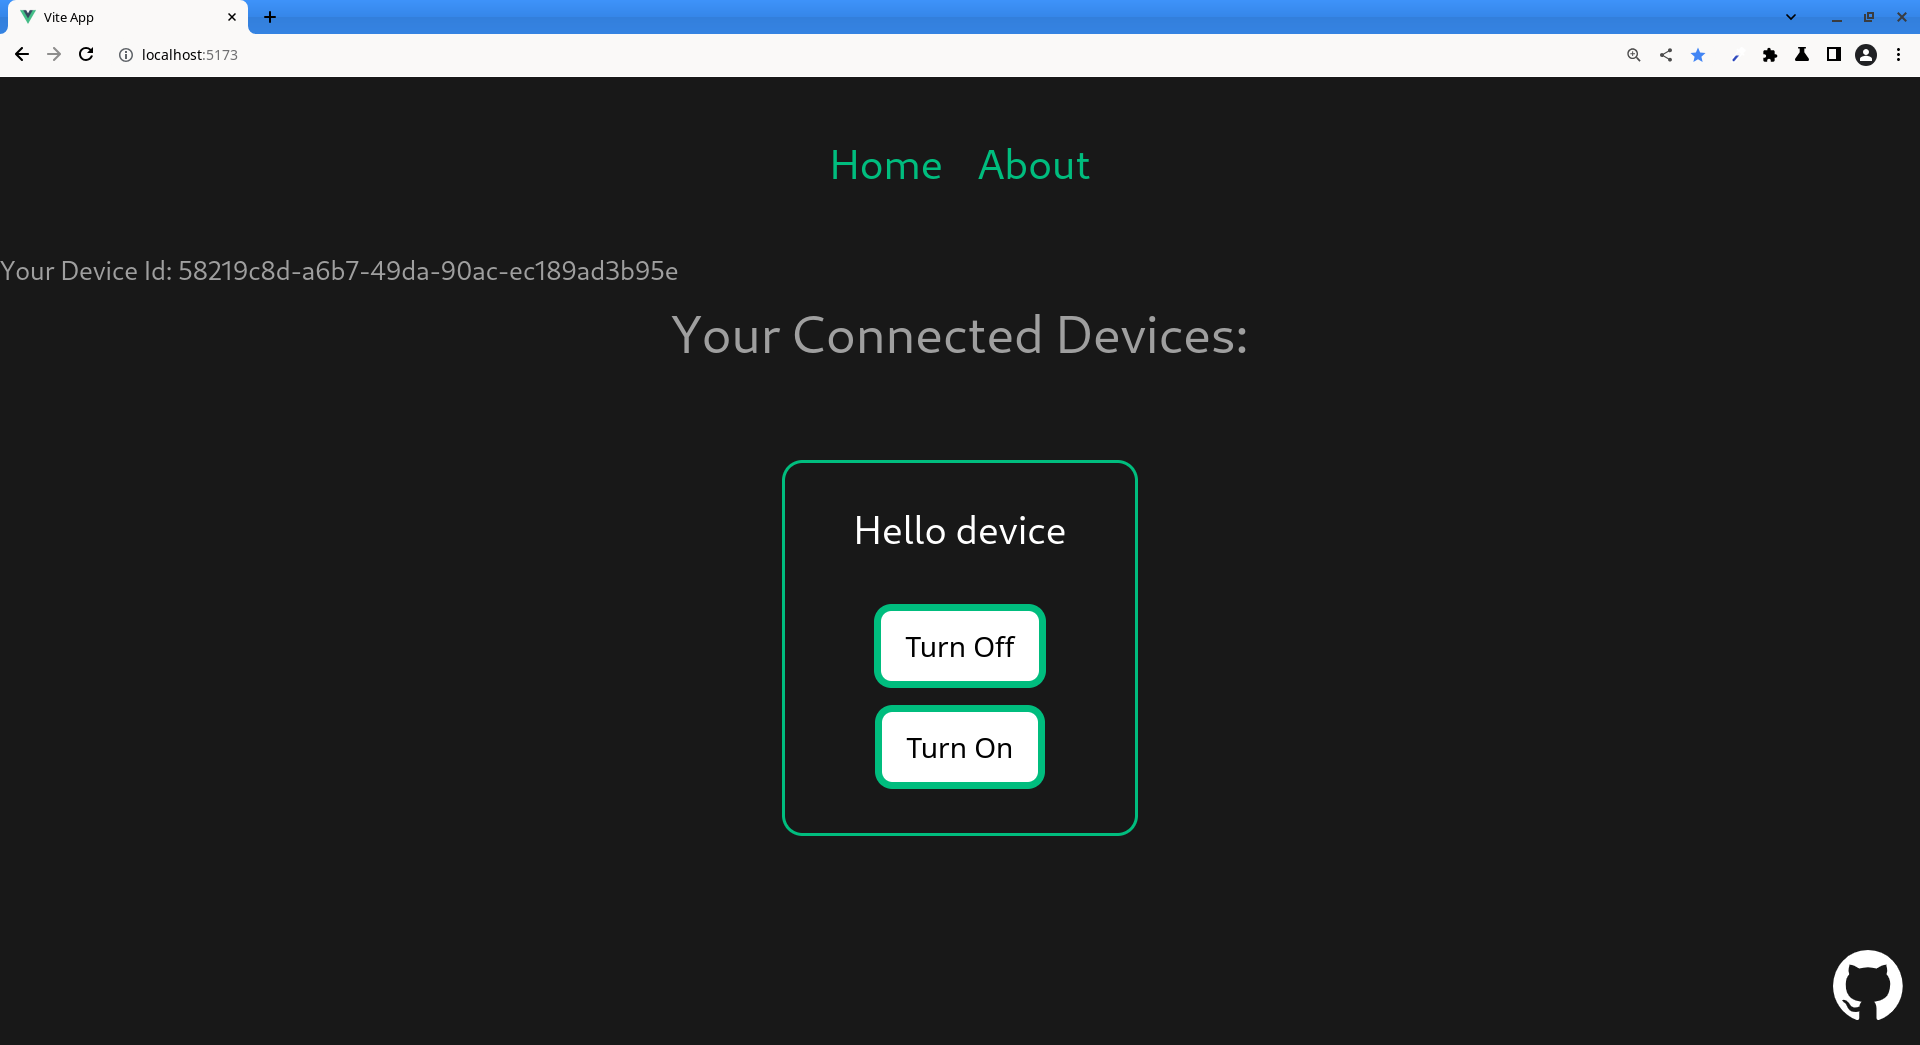 Vite App
localhost:5173
Home About
Your Device Id: 58219c8d-a6b7-49da-90ac-ec189ad3b95e
Your Connected Devices:
Hello device
Turn Off
Turn On